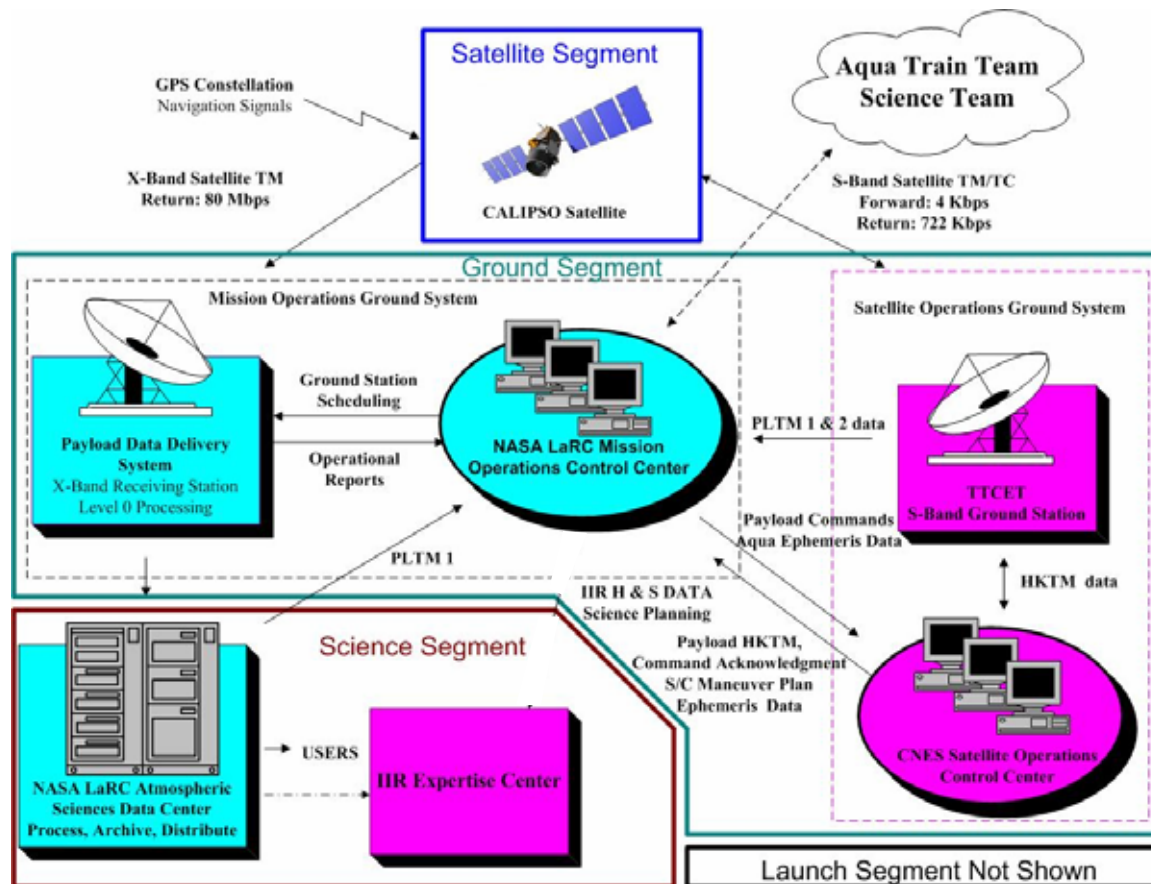 Satellite Segment
CALIPSO Satellite
GPS Constellation
Navigation Signals
Aqua Train Team
Science Team
X-Band Satellite TM
Return: 80 Mbps
S-Band Satellite TM/TC
Forward: 4 Kbps
Return: 722 Kbps
Ground Segment
Mission Operations Ground System
Satellite Operations Ground System
Ground Station
Scheduling
Operational
Reports
Payload Data Delivery
System
X-Band Receiving Station
Level 0 Processing
NASA LaRC Mission
Operations Control Center
PLTM 1 & 2 data
TTCET
S-Band Ground Station
Payload Commands
Aqua Ephemeris Data
PLTM 1
HKTM data
IIR H & S DATA
Science Planning
Payload HKTM,
Command Acknowledgment
S/C Maneuver Plan
Ephemeris Data
CNES Satellite Operations
Control Center
Science Segment
NASA LaRC Atmospheric
Sciences Data Center
Process, Archive, Distribute
USERS
IIR Expertise Center
Launch Segment Not Shown